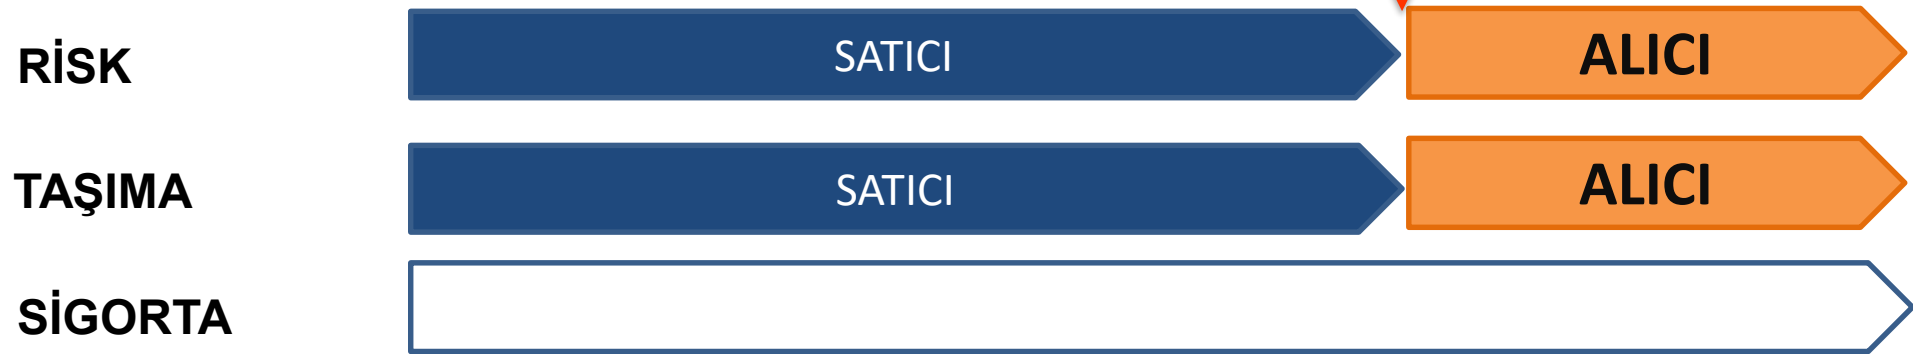 RİSK
SATICI
ALICI
TAŞIMA
SATICI
ALICI
SİGORTA